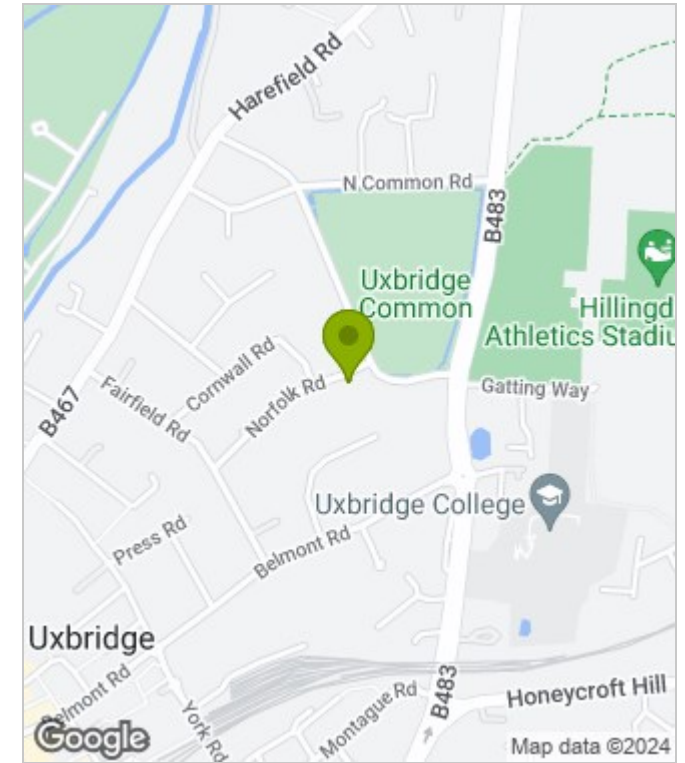 Harefield Rd
N Common Rd
B483
Uxbridge
Common
Hillingd
Athletics Stadiu
Cornwall Rd
Norfolk Rd
Gatting Way
B467
Fairfield Rd
Uxbridge College
Press Rd
Belmont Rd
Uxbridge
Belmont Rd
York Rd
Montague Rd
B483
Honeycroft Hill
Google
Map data ©2024